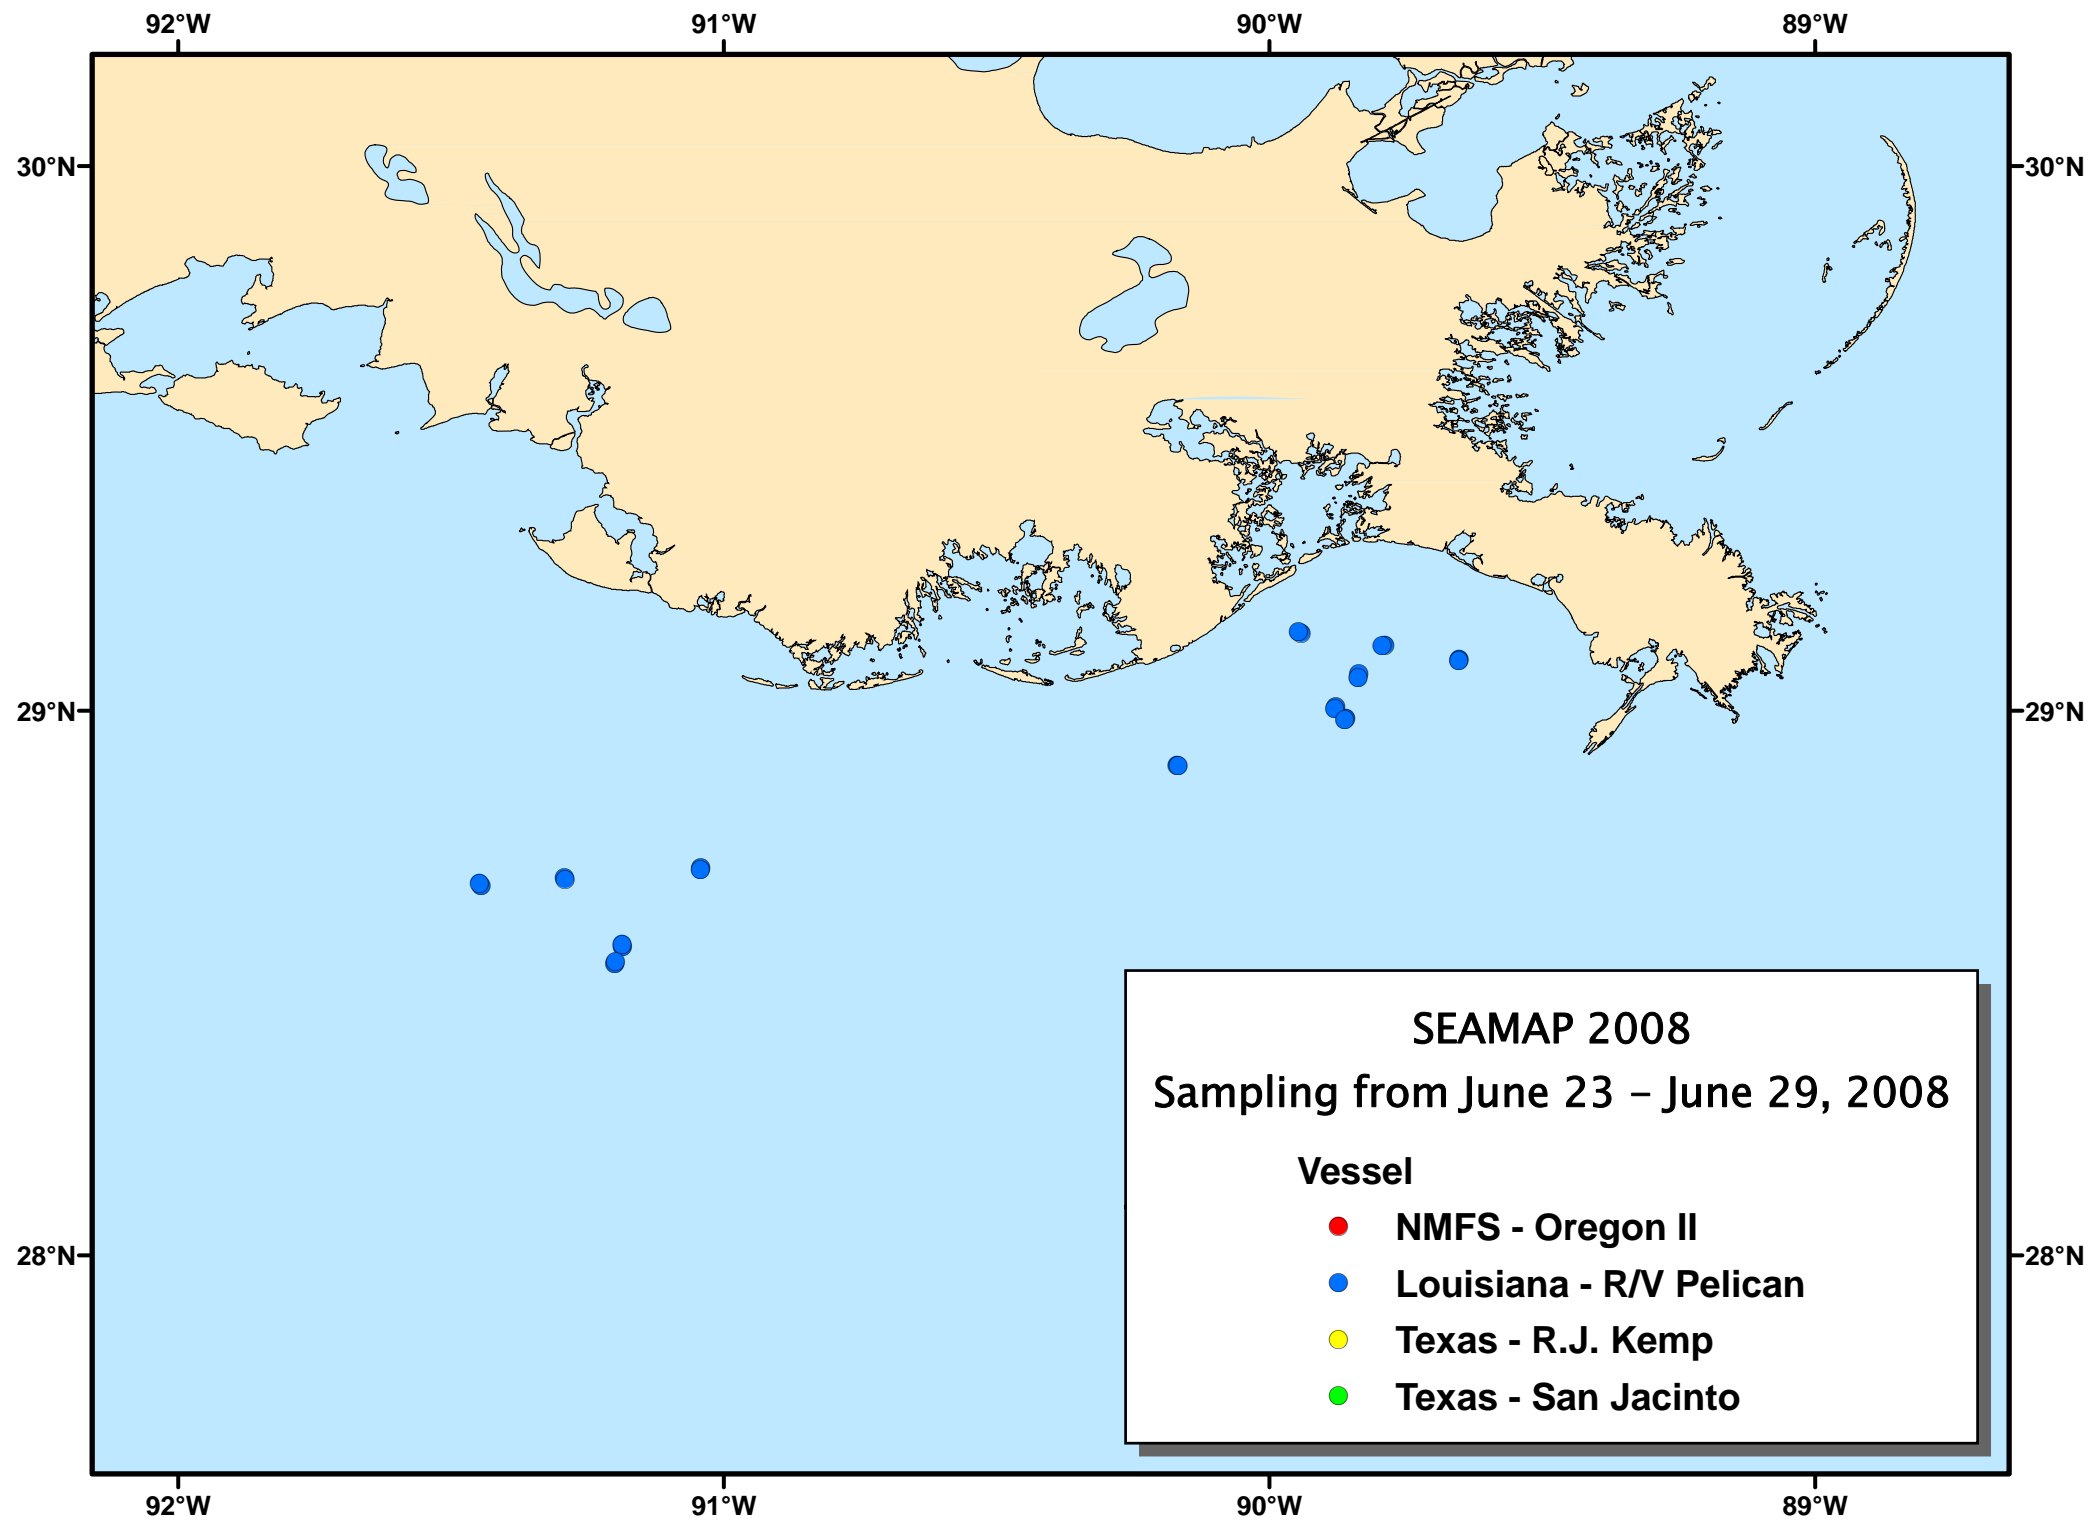 92°W 91°W 90°W 89°W
30°N 30°N
29°N 29°N
28°N 28°N
SEAMAP 2008
Sampling from June 23 – June 29, 2008
Vessel
NMFS - Oregon II
Louisiana - R/V Pelican
Texas - R.J. Kemp
Texas - San Jacinto
92°W 91°W 90°W 89°W